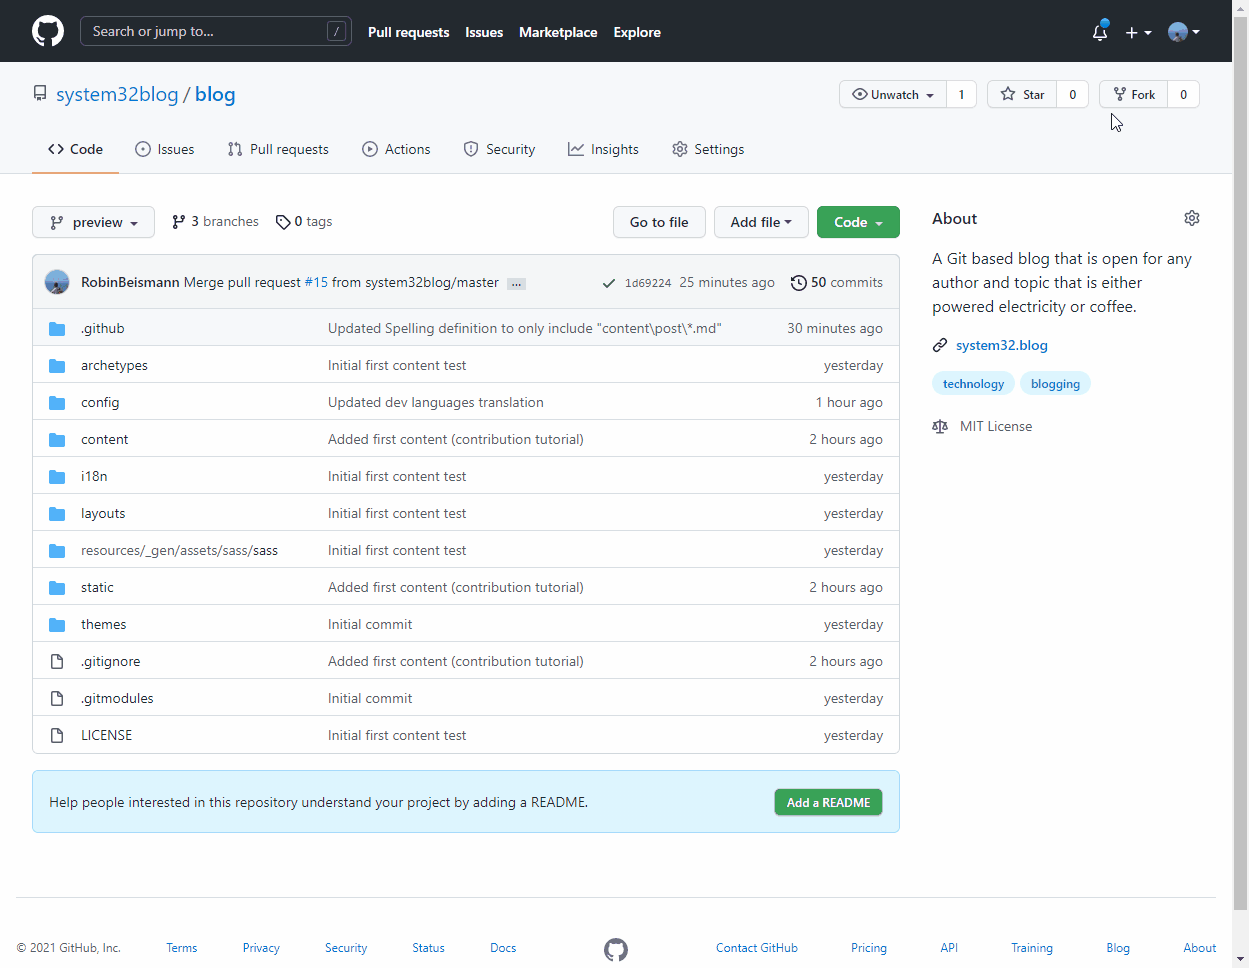 Search or jump to... /
Pull requests Issues Marketplace Explore
system32blog / blog
Unwatch 1 Star 0 Fork 0
Code Issues Pull requests Actions Security Insights Settings
preview 3 branches 0 tags Go to file Add file Code
RobinBeismann Merge pull request #15 from system32blog/master ... 1d69224 25 minutes ago 50 commits
.github Updated Spelling definition to only include "content\post\*.md" 30 minutes ago
archetypes Initial first content test yesterday
config Updated dev languages translation 1 hour ago
content Added first content (contribution tutorial) 2 hours ago
i18n Initial first content test yesterday
layouts Initial first content test yesterday
resources/_gen/assets/sass/sass Initial first content test yesterday
static Added first content (contribution tutorial) 2 hours ago
themes Initial commit yesterday
.gitignore Added first content (contribution tutorial) 2 hours ago
.gitmodules Initial commit yesterday
LICENSE Initial first content test yesterday
Help people interested in this repository understand your project by adding a README. Add a README
About
A Git based blog that is open for any
author and topic that is either
powered electricity or coffee.
system32.blog
technology blogging
MIT License
© 2021 GitHub, Inc. Terms Privacy Security Status Docs Contact GitHub Pricing API Training Blog About